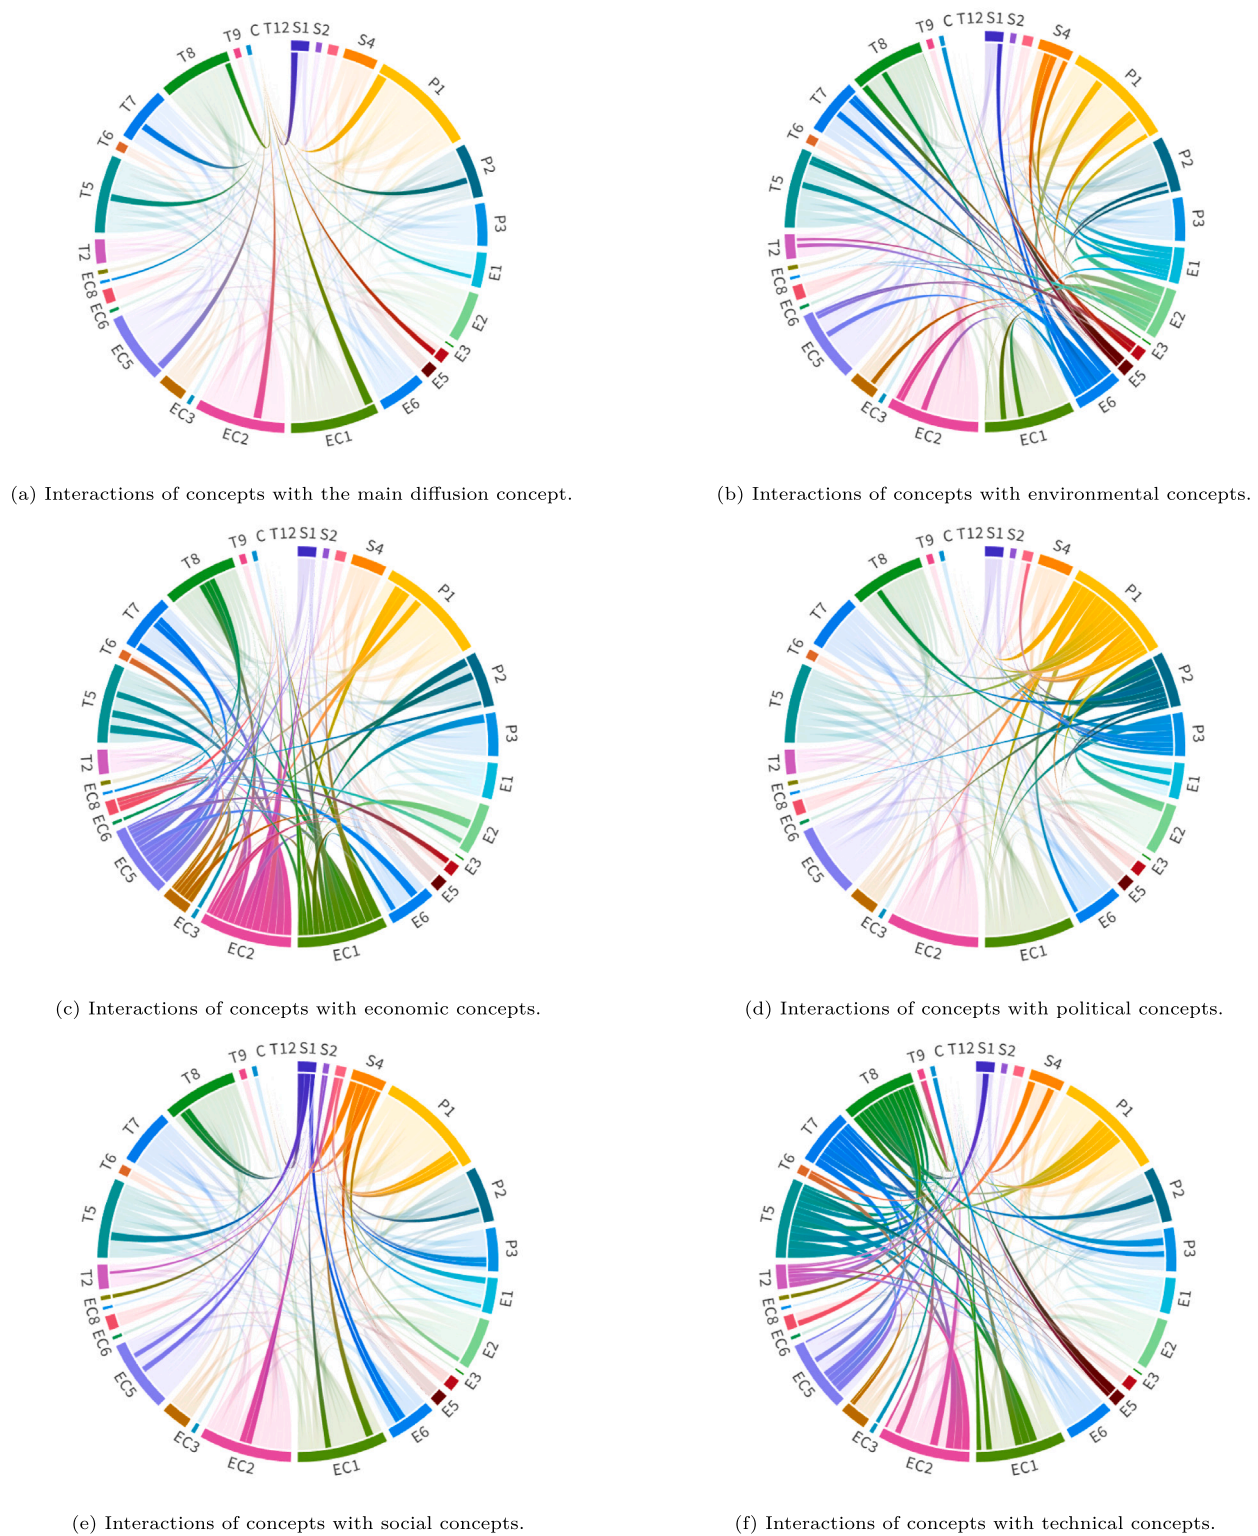 T6 T7 T8 T9 C T12 S1 S2 S4 P1 P2 P3 E1 E2 E3 E5 E6 EC1 EC2 EC3 EC5 EC6 EC8 T2 T5
T6 T7 T8 T9 C T12 S1 S2 S4 P1 P2 P3 E1 E2 E3 E5 E6 EC1 EC2 EC3 EC5 EC6 EC8 T2 T5
(a) Interactions of concepts with the main diffusion concept.
(b) Interactions of concepts with environmental concepts.
T6 T7 T8 T9 C T12 S1 S2 S4 P1 P2 P3 E1 E2 E3 E5 E6 EC1 EC2 EC3 EC5 EC6 EC8 T2 T5
T6 T7 T8 T9 C T12 S1 S2 S4 P1 P2 P3 E1 E2 E3 E5 E6 EC1 EC2 EC3 EC5 EC6 EC8 T2 T5
(c) Interactions of concepts with economic concepts.
(d) Interactions of concepts with political concepts.
T6 T7 T8 T9 C T12 S1 S2 S4 P1 P2 P3 E1 E2 E3 E5 E6 EC1 EC2 EC3 EC5 EC6 EC8 T2 T5
T6 T7 T8 T9 C T12 S1 S2 S4 P1 P2 P3 E1 E2 E3 E5 E6 EC1 EC2 EC3 EC5 EC6 EC8 T2 T5
(e) Interactions of concepts with social concepts.
(f) Interactions of concepts with technical concepts.